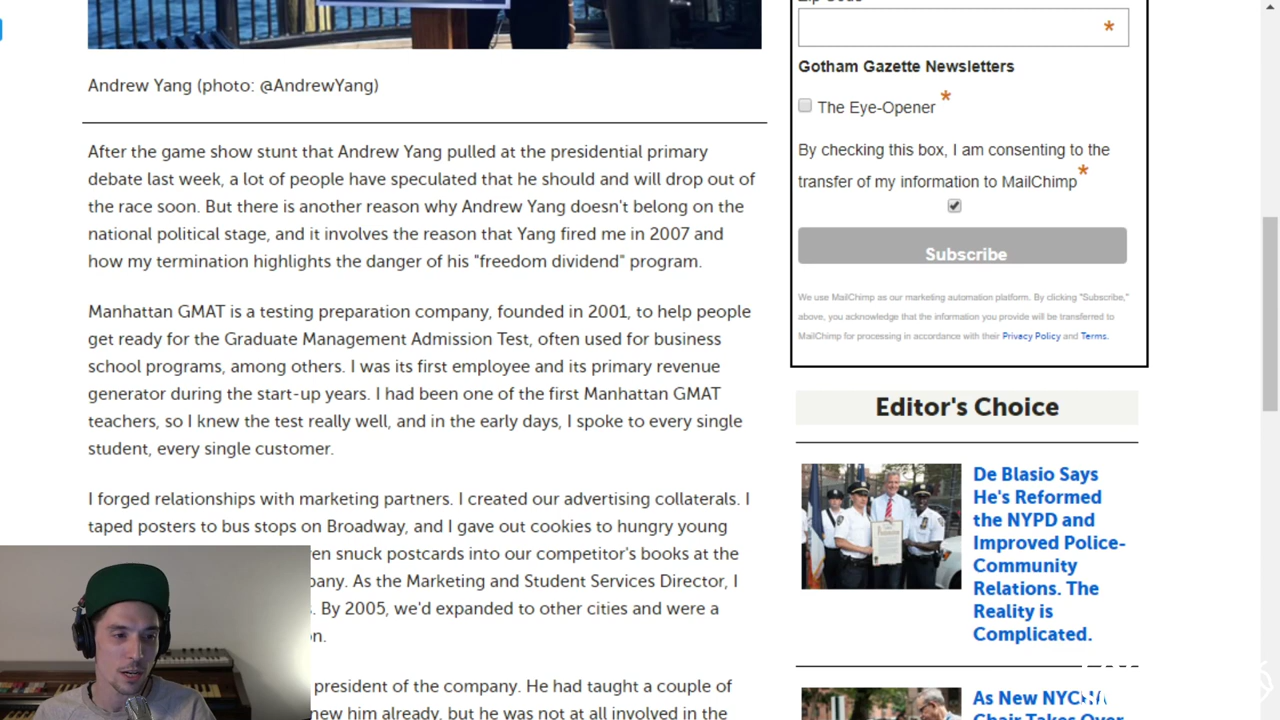 Andrew Yang (photo: @AndrewYang)
After the game show stunt that Andrew Yang pulled at the presidential primary
debate last week, a lot of people have speculated that he should and will drop out of
the race soon. But there is another reason why Andrew Yang doesn't belong on the
national political stage, and it involves the reason that Yang fired me in 2007 and
how my termination highlights the danger of his "freedom dividend" program.
Manhattan GMAT is a testing preparation company, founded in 2001, to help people
get ready for the Graduate Management Admission Test, often used for business
school programs, among others. I was its first employee and its primary revenue
generator during the start-up years. I had been one of the first Manhattan GMAT
teachers, so I knew the test really well, and in the early days, I spoke to every single
student, every single customer.
I forged relationships with marketing partners. I created our advertising collaterals. I
taped posters to bus stops on Broadway, and I gave out cookies to hungry young
en snuck postcards into our competitor's books at the
pany. As the Marketing and Student Services Director, I
. By 2005, we'd expanded to other cities and were a
on.
president of the company. He had taught a couple of
new him already, but he was not at all involved in the
*
Gotham Gazette Newsletters
The Eye-Opener *
By checking this box, I am consenting to the
transfer of my information to MailChimp *
Subscribe
We use MailChimp as our marketing automation platform. By clicking "Subscribe,"
above, you acknowledge that the information you provide will be transferred to
MailChimp for processing in accordance with their Privacy Policy and Terms.
Editor's Choice
De Blasio Says
He's Reformed
the NYPD and
Improved Police-
Community
Relations. The
Reality is
Complicated.
As New NYCHA
Chair Takes Over